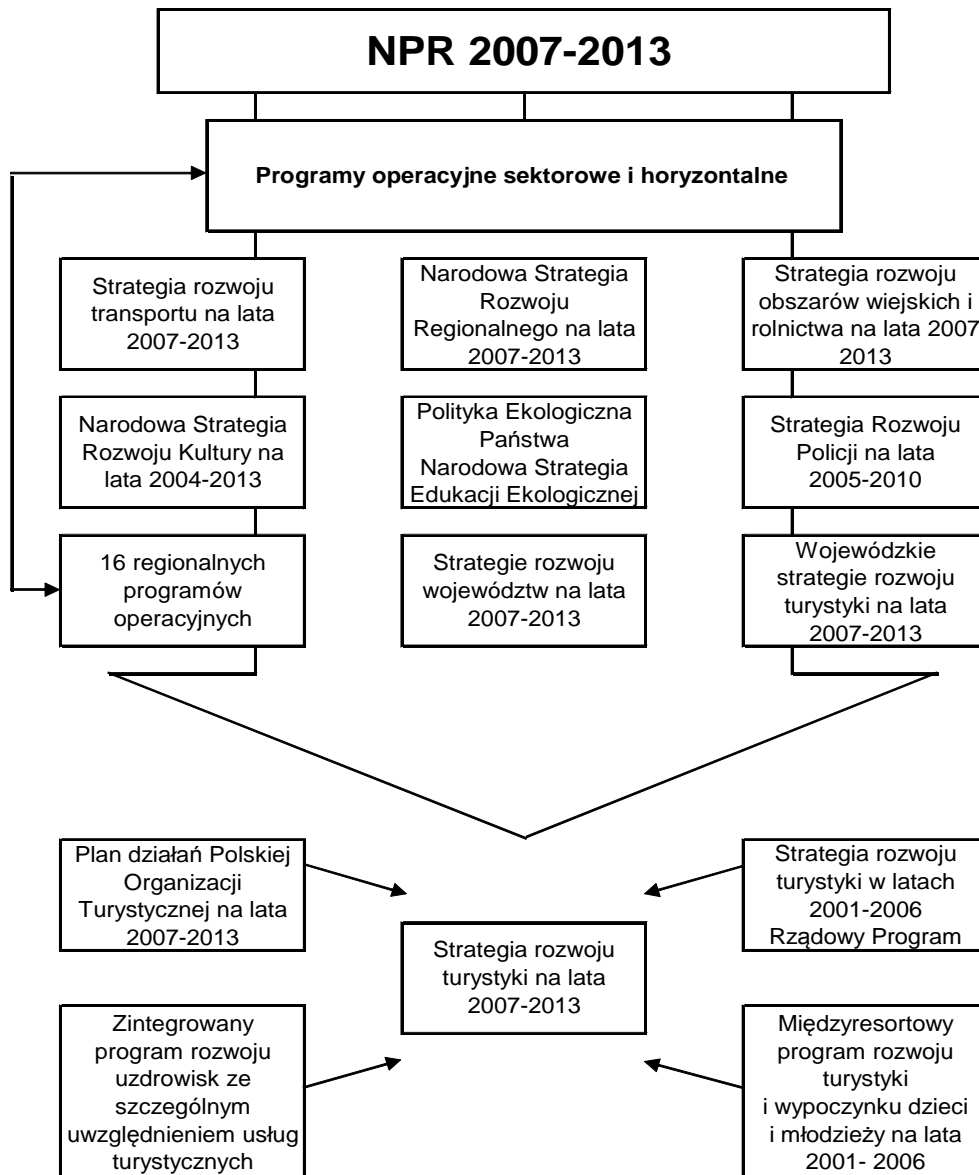 NPR 2007-2013
Programy operacyjne sektorowe i horyzontalne
Strategia rozwoju
transportu na lata
2007-2013
Narodowa Strategia
Rozwoju
Regionalnego na lata
2007-2013
Strategia rozwoju
obszarów wiejskich i
rolnictwa na lata 2007
2013
Narodowa Strategia
Rozwoju Kultury na
lata 2004-2013
Polityka Ekologiczna
Państwa
Narodowa Strategia
Edukacji Ekologicznej
Strategia Rozwoju
Policji na lata
2005-2010
16 regionalnych
programów
operacyjnych
Strategie rozwoju
województw na lata
2007-2013
Wojewódzkie
strategie rozwoju
turystyki na lata
2007-2013
Plan działań Polskiej
Organizacji
Turystycznej na lata
2007-2013
Strategia rozwoju
turystyki w latach
2001-2006
Rządowy Program
Strategia rozwoju
turystyki na lata
2007-2013
Zintegrowany
program rozwoju
uzdrowisk ze
szczególnym
uwzględnieniem usług
turystycznych
Międzyresortowy
program rozwoju
turystyki
i wypoczynku dzieci
i młodzieży na lata
2001- 2006